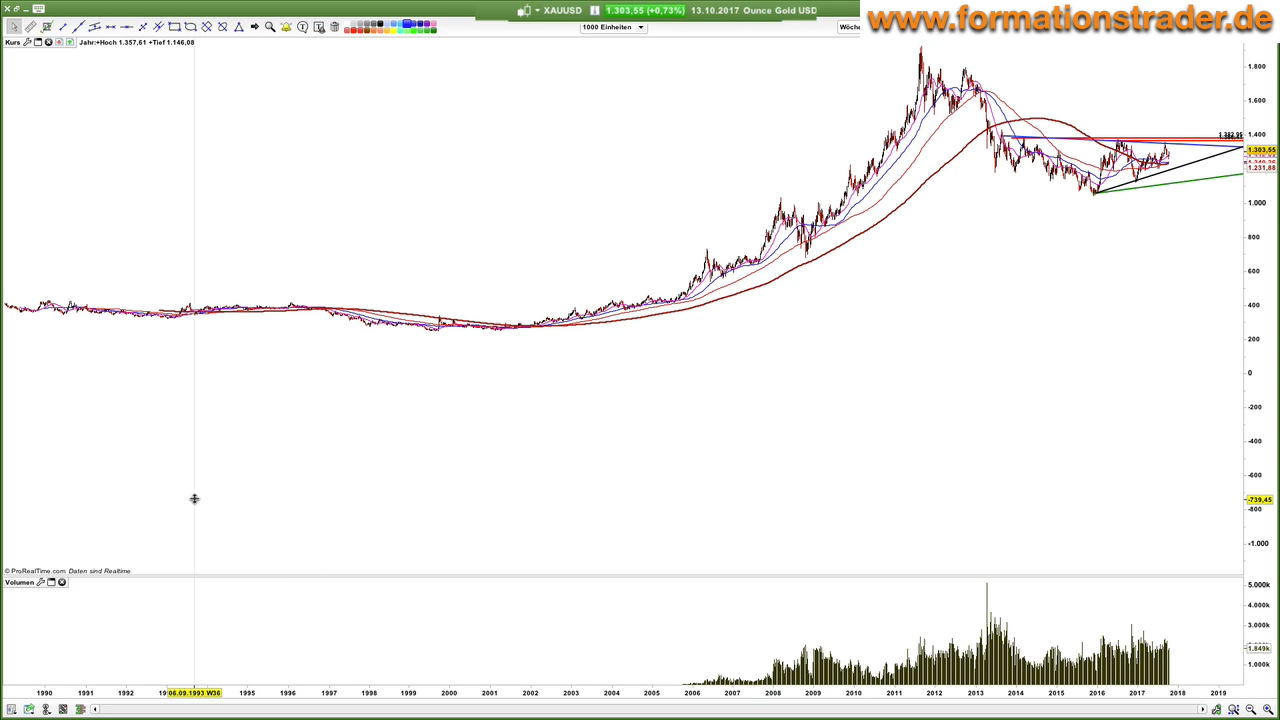 XAUUSD 1.303,55 (+0,73%) 13.10.2017 Ounce Gold USD
www.formationstrader.de
1000 Einheiten
Wöche
Kurs
Jahr:+Hoch 1.357,61 +Tief 1.146,08
1.800
1.600
1.400
1.303,55
1.231,88
1.000
800
600
400
200
0
-200
-400
-600
-739,45
-800
-1.000
© ProRealTime.com Daten sind Realtime
Volumen
5.000k
4.000k
3.000k
1.849k
1.000k
1990 1991 1992 06.09.1993 W36 1995 1996 1997 1998 1999 2000 2001 2002 2003 2004 2005 2006 2007 2008 2009 2010 2011 2012 2013 2014 2015 2016 2017 2018 2019